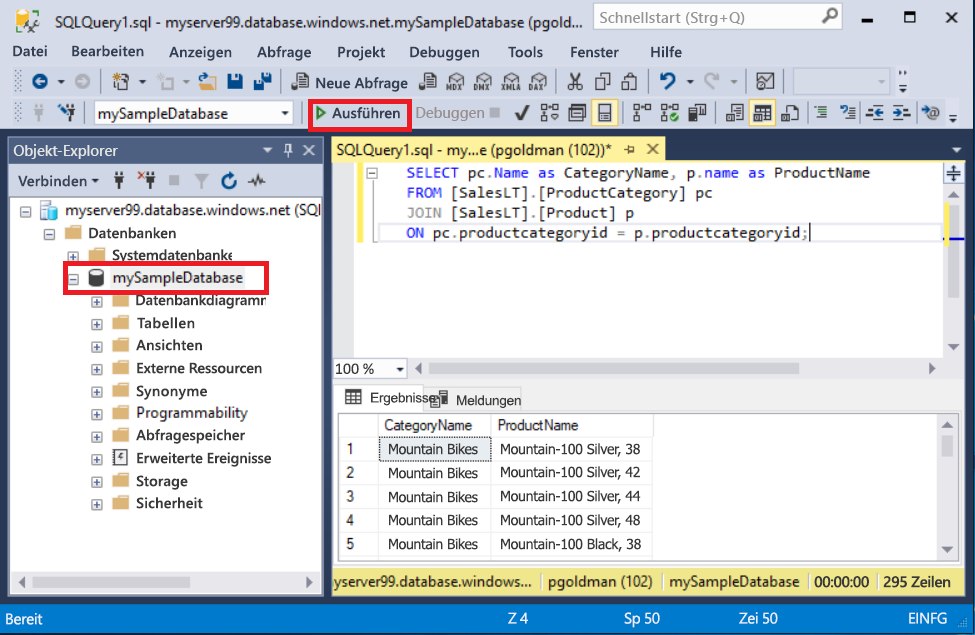 SQLQuery1.sql - myserver99.database.windows.net.mySampleDatabase (pgold...
Schnellstart (Strg+Q)
Datei Bearbeiten Anzeigen Abfrage Projekt Debuggen Tools Fenster Hilfe
Neue Abfrage MDX DMX XMLA DAX
mySampleDatabase Ausführen Debuggen
Objekt-Explorer
Verbinden
myserver99.database.windows.net (SQl
Datenbanken
Systemdatenbanke
mySampleDatabase
Datenbankdiagramm
Tabellen
Ansichten
Externe Ressourcen
Synonyme
Programmability
Abfragespeicher
Erweiterte Ereignisse
Storage
Sicherheit
SQLQuery1.sql - my...e (pgoldman (102))*
SELECT pc.Name as CategoryName, p.name as ProductName
FROM [SalesLT].[ProductCategory] pc
JOIN [SalesLT].[Product] p
ON pc.productcategoryid = p.productcategoryid;
100 %
Ergebnisse Meldungen
CategoryName ProductName
1 Mountain Bikes Mountain-100 Silver, 38
2 Mountain Bikes Mountain-100 Silver, 42
3 Mountain Bikes Mountain-100 Silver, 44
4 Mountain Bikes Mountain-100 Silver, 48
5 Mountain Bikes Mountain-100 Black, 38
yserver99.database.windows... pgoldman (102) mySampleDatabase 00:00:00 295 Zeilen
Bereit Z 4 Sp 50 Zei 50 EINFG